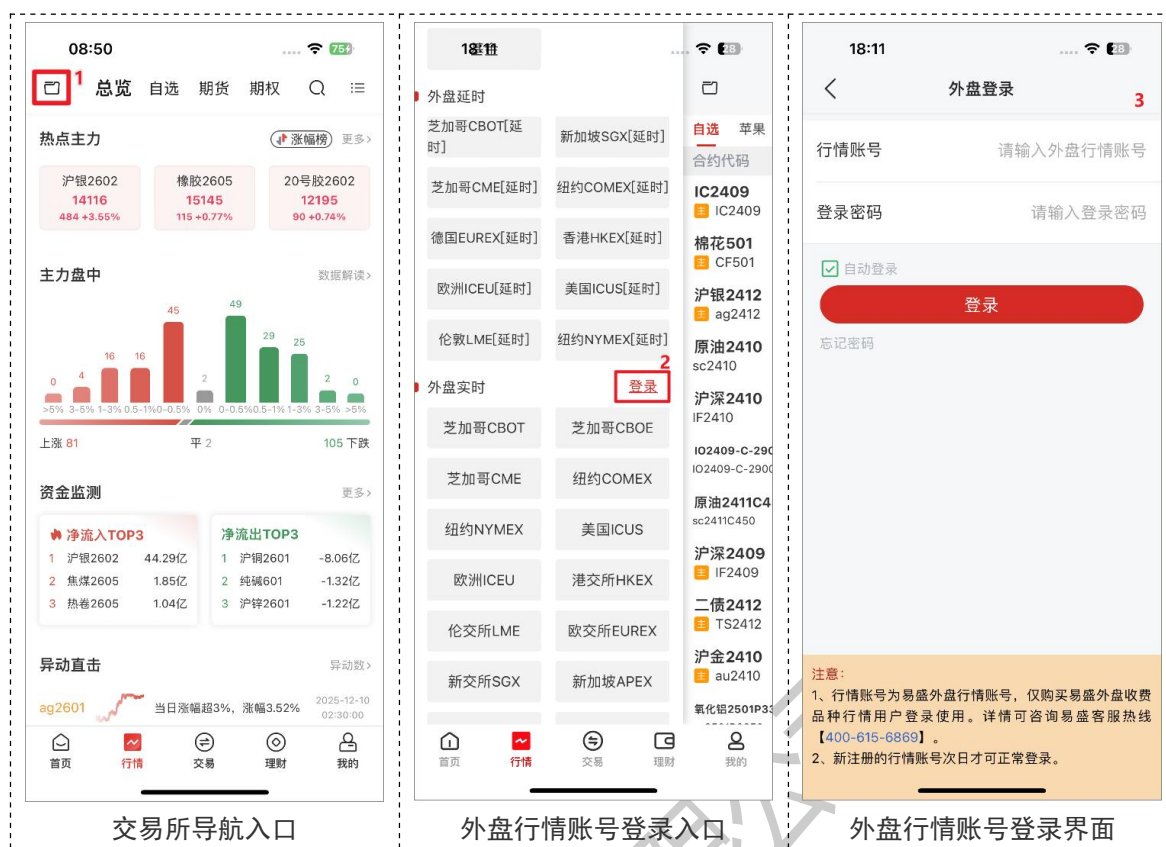 08:50
75
1
总览 自选 期货 期权
热点主力
涨幅榜 更多>
沪银2602 橡胶2605 20号胶2602
14116 15145 12195
484 +3.55% 115 +0.77% 90 +0.74%
主力盘中 数据解读>
0 4 16 16 45 2 49 29 25 2 0
>5% 3-5% 1-3% 0.5-1% 0-0.5% 0% 0-0.5% 0.5-1% 1-3% 3-5% >5%
上涨 81 平 2 105 下跌
资金监测 更多>
净流入TOP3 净流出TOP3
1 沪银2602 44.29亿 1 沪铜2601 -8.06亿
2 焦煤2605 1.85亿 2 纯碱601 -1.32亿
3 热卷2605 1.04亿 3 沪锌2601 -1.22亿
异动直击 异动数>
ag2601 当日涨幅超3%，涨幅3.52% 2025-12-10
02:30:00
首页 行情 交易 理财 我的
交易所导航入口
18:11
28
外盘延时
芝加哥CBOT[延时] 新加坡SGX[延时]
芝加哥CME[延时] 纽约COMEX[延时]
德国EUREX[延时] 香港HKEX[延时]
欧洲ICEU[延时] 美国ICUS[延时]
伦敦LME[延时] 纽约NYMEX[延时]
2
外盘实时 登录
芝加哥CBOT 芝加哥CBOE
芝加哥CME 纽约COMEX
纽约NYMEX 美国ICUS
欧洲ICEU 港交所HKEX
伦交所LME 欧交所EUREX
新交所SGX 新加坡APEX
自选 苹果
合约代码
IC2409
主 IC2409
棉花501
主 CF501
沪银2412
主 ag2412
原油2410
sc2410
沪深2410
IF2410
IO2409-C-290
IO2409-C-2900
原油2411C4
sc2411C450
沪深2409
主 IF2409
二债2412
主 TS2412
沪金2410
主 au2410
氧化铝2501P33
首页 行情 交易 理财 我的
外盘行情账号登录入口
18:11
28
外盘登录
3
行情账号 请输入外盘行情账号
登录密码 请输入登录密码
自动登录
登录
忘记密码
注意：
1、行情账号为易盛外盘行情账号，仅购买易盛外盘收费
品种行情用户登录使用。详情可咨询易盛客服热线
【400-615-6869】。
2、新注册的行情账号次日才可正常登录。
外盘行情账号登录界面